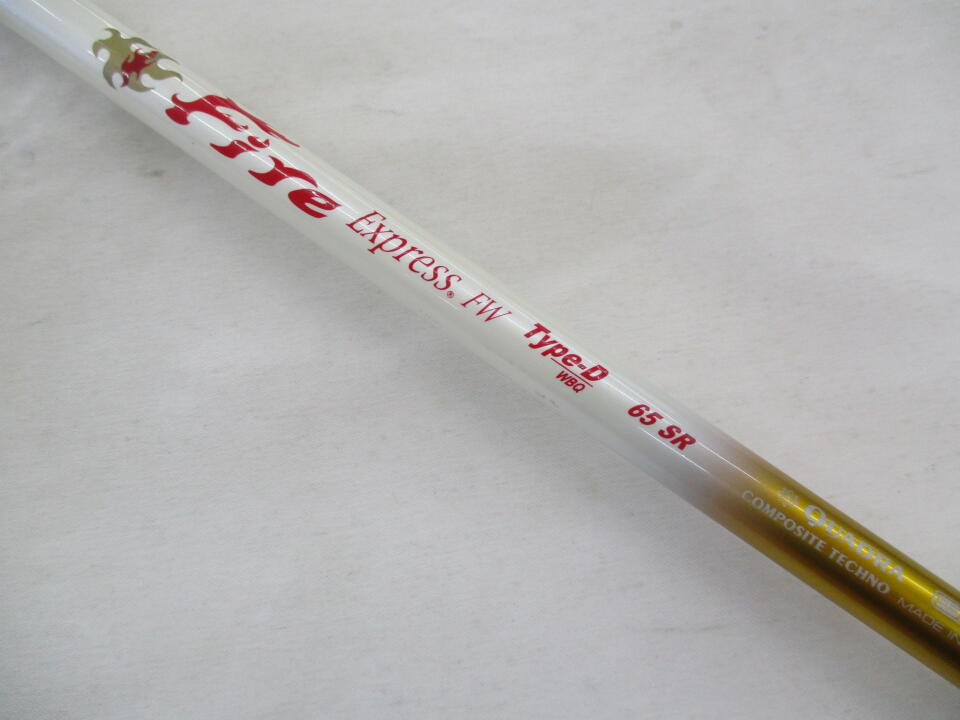 Fire Express® FW Type-D 65 SR
WBQ
QUADRA
COMPOSITE TECHNO
MADE IN